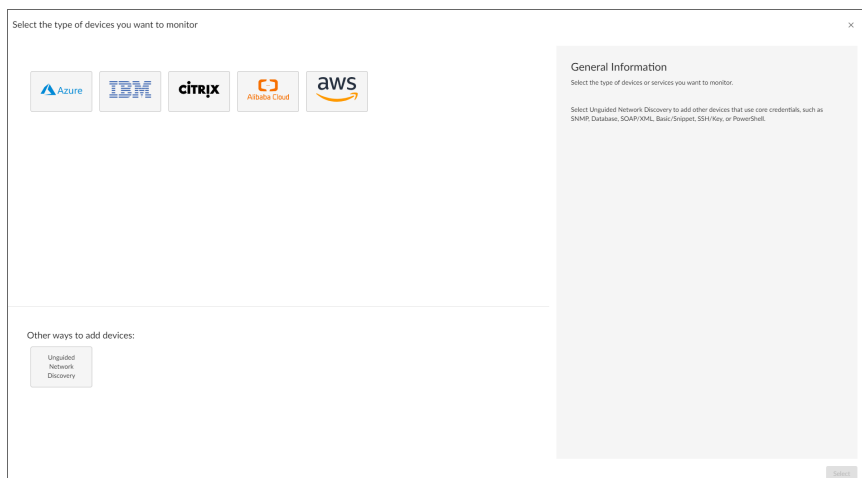 Select the type of devices you want to monitor
×
Azure
IBM
CİTRIX
Alibaba Cloud
aws
General Information
Select the type of devices or services you want to monitor.
Select Unguided Network Discovery to add other devices that use core credentials, such as
SNMP, Database, SOAP/XML, Basic/Snippet, SSH/Key, or PowerShell.
Other ways to add devices:
Unguided
Network
Discovery
Select